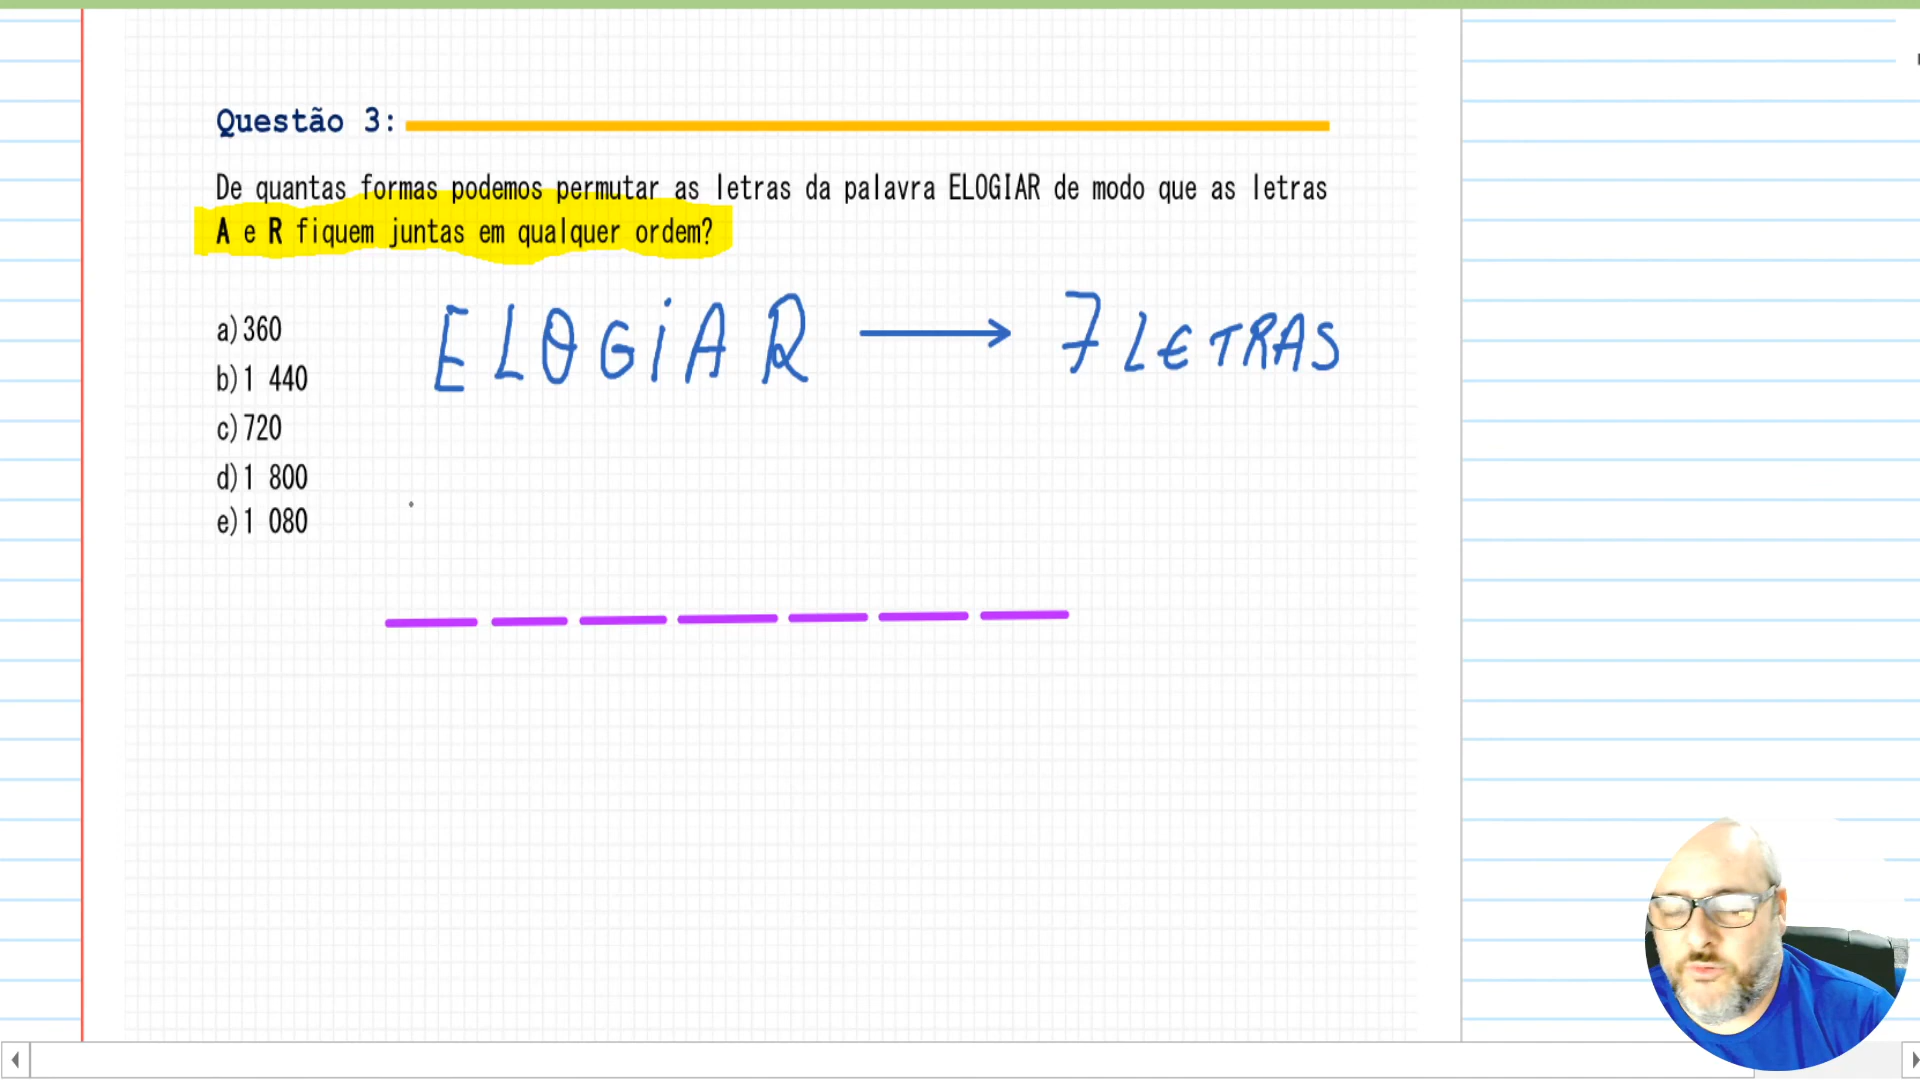 Questão 3:
De quantas formas podemos permutar as letras da palavra ELOGIAR de modo que as letras
A e R fiquem juntas em qualquer ordem?
a)360
b)1 440
c)720
d)1 800
e)1 080
ELOGiAR → 7 LETRAS